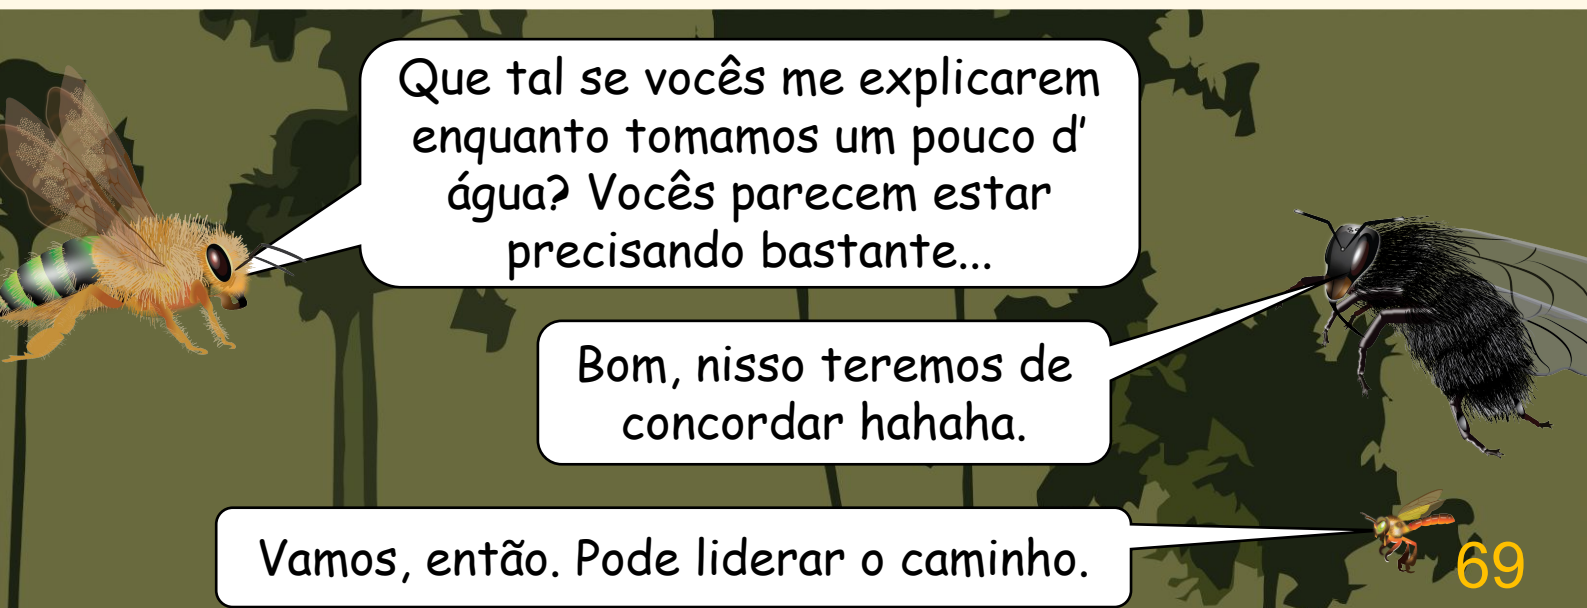 Que tal se vocês me explicarem
enquanto tomamos um pouco d'
água? Vocês parecem estar
precisando bastante...
Bom, nisso teremos de
concordar hahaha.
Vamos, então. Pode liderar o caminho.
69